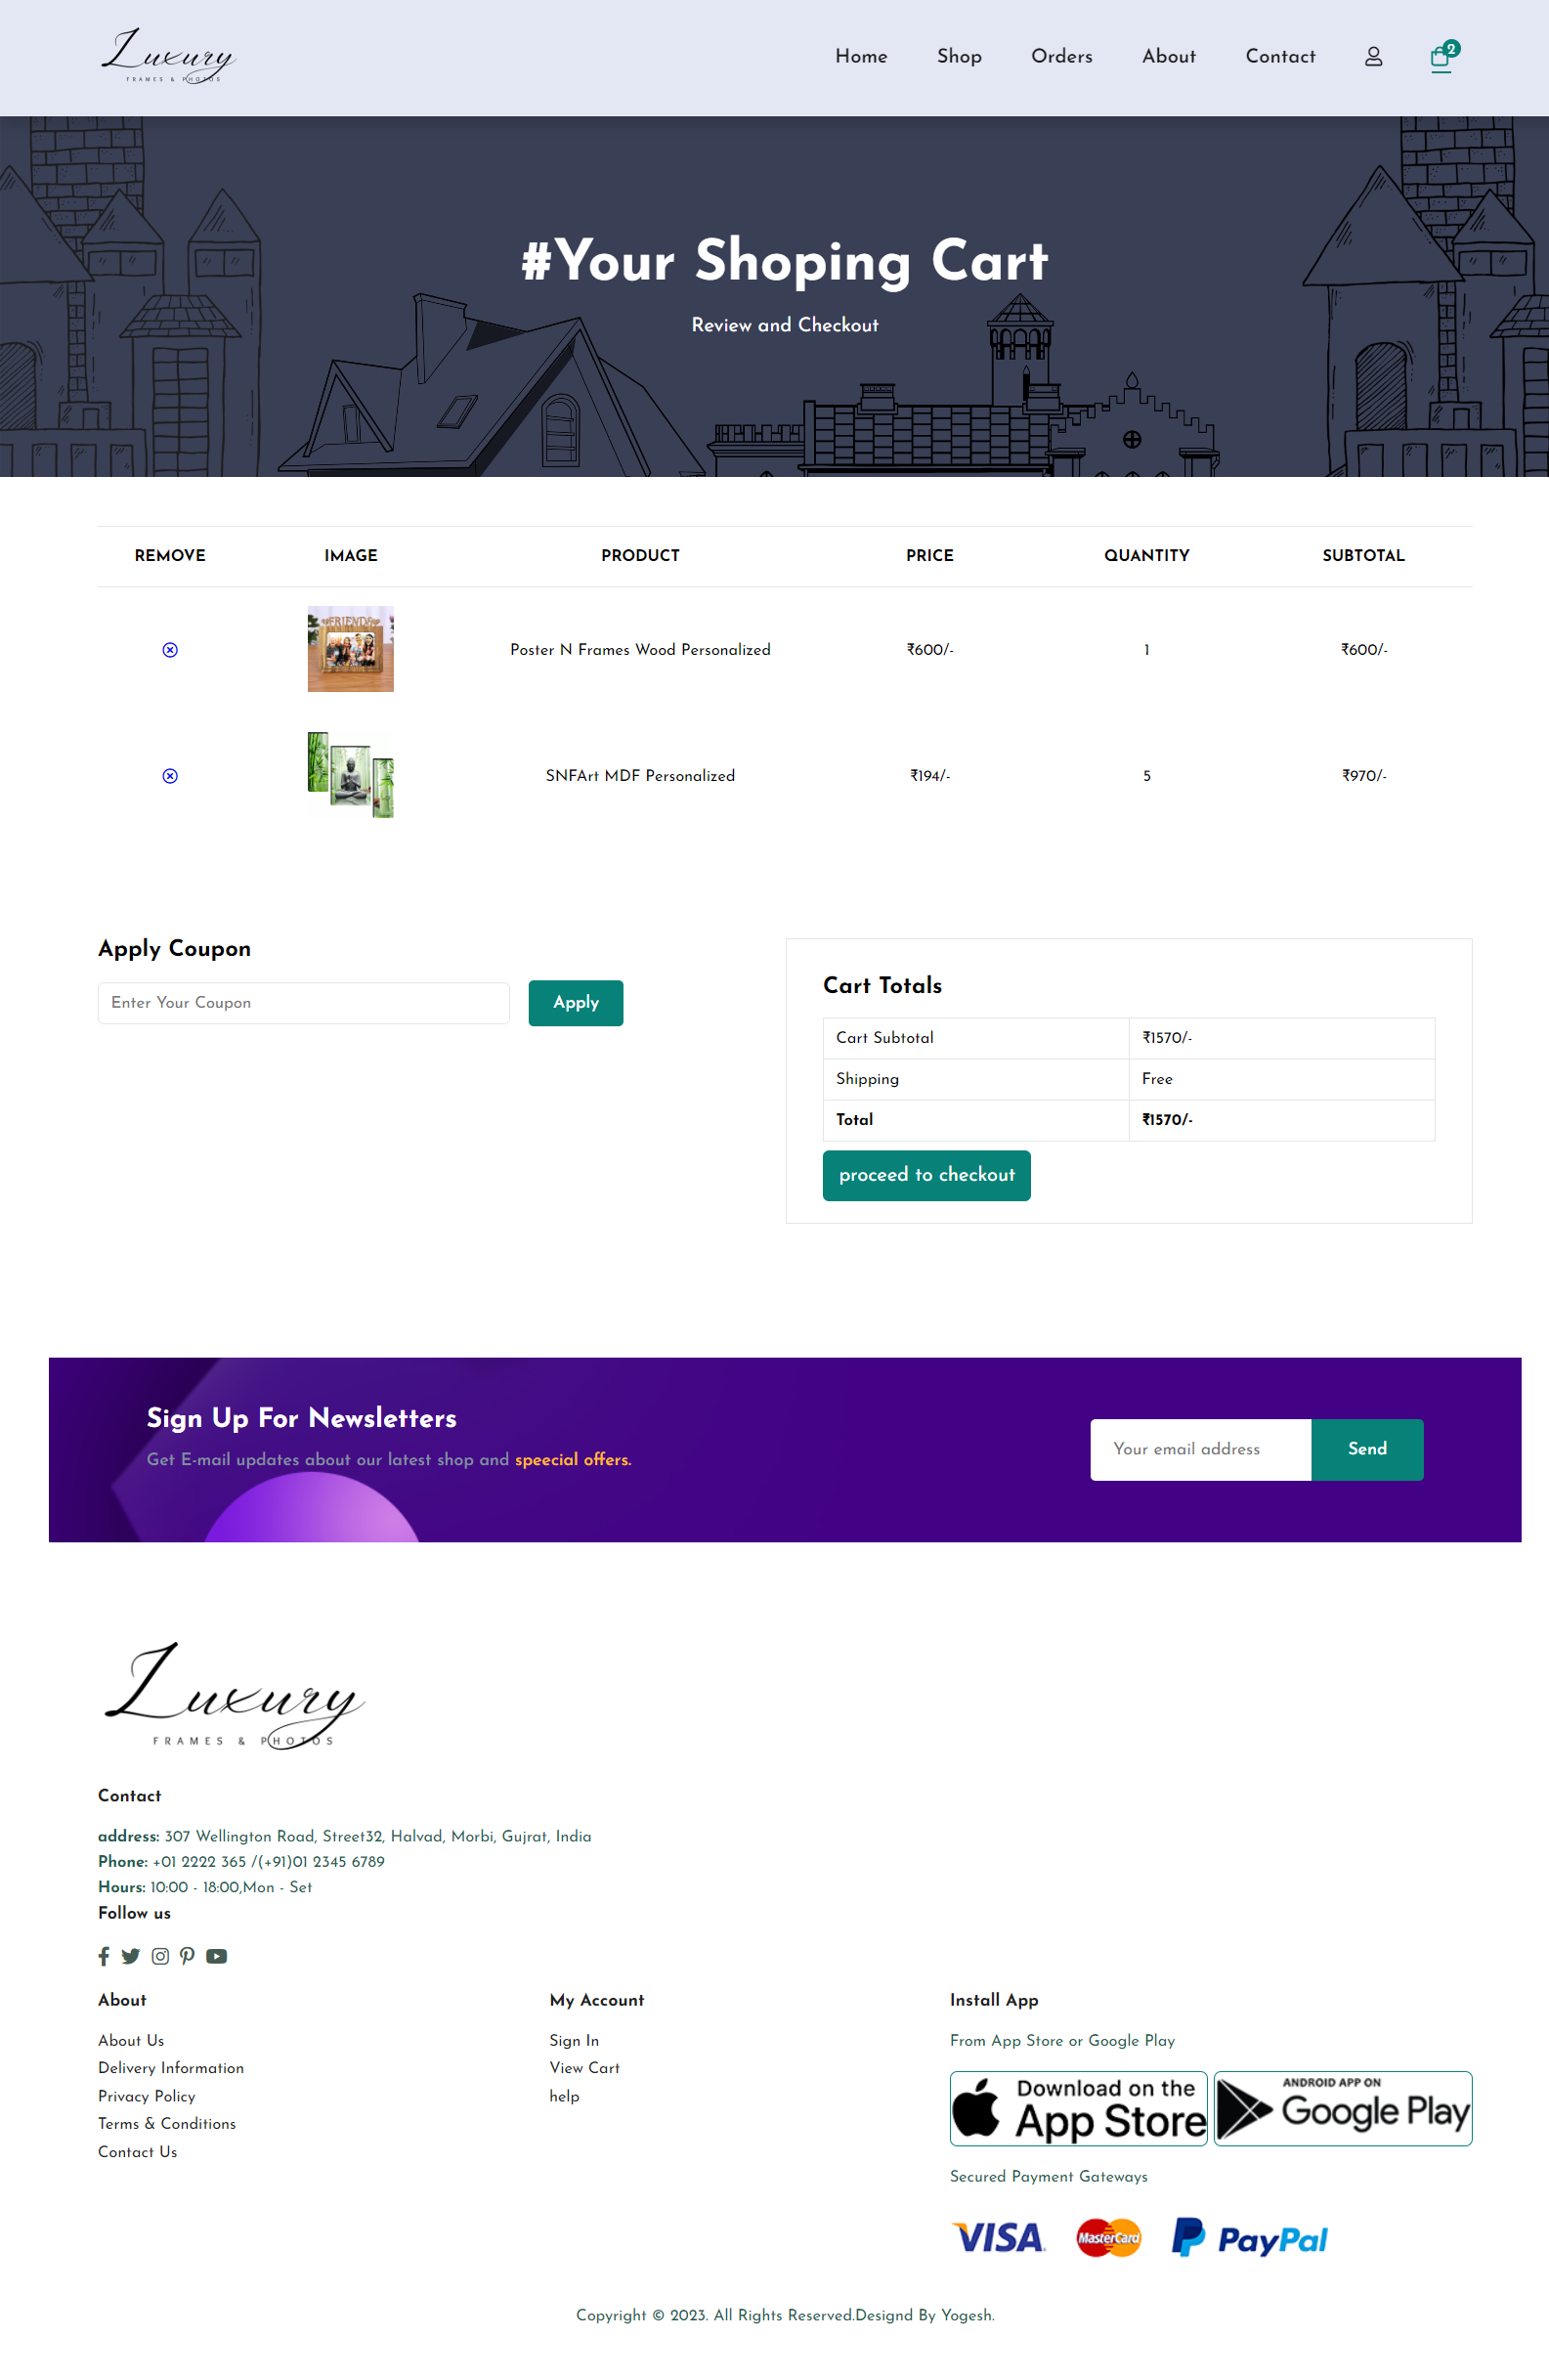 Luxury
FRAMES & PHOTOS
Home Shop Orders About Contact 2
#Your Shoping Cart
Review and Checkout
REMOVE IMAGE PRODUCT PRICE QUANTITY SUBTOTAL
FRIENDS
Poster N Frames Wood Personalized ₹600/- 1 ₹600/-
SNFArt MDF Personalized ₹194/- 5 ₹970/-
Apply Coupon
Enter Your Coupon Apply
Cart Totals
Cart Subtotal ₹1570/-
Shipping Free
Total ₹1570/-
proceed to checkout
Sign Up For Newsletters
Get E-mail updates about our latest shop and speecial offers.
Your email address Send
Luxury
FRAMES & PHOTOS
Contact
address: 307 Wellington Road, Street32, Halvad, Morbi, Gujrat, India
Phone: +01 2222 365 /(+91)01 2345 6789
Hours: 10:00 - 18:00,Mon - Set
Follow us
About
About Us
Delivery Information
Privacy Policy
Terms & Conditions
Contact Us
My Account
Sign In
View Cart
help
Install App
From App Store or Google Play
Download on the
App Store
ANDROID APP ON
Google Play
Secured Payment Gateways
VISA MasterCard PayPal
Copyright © 2023. All Rights Reserved.Designd By Yogesh.